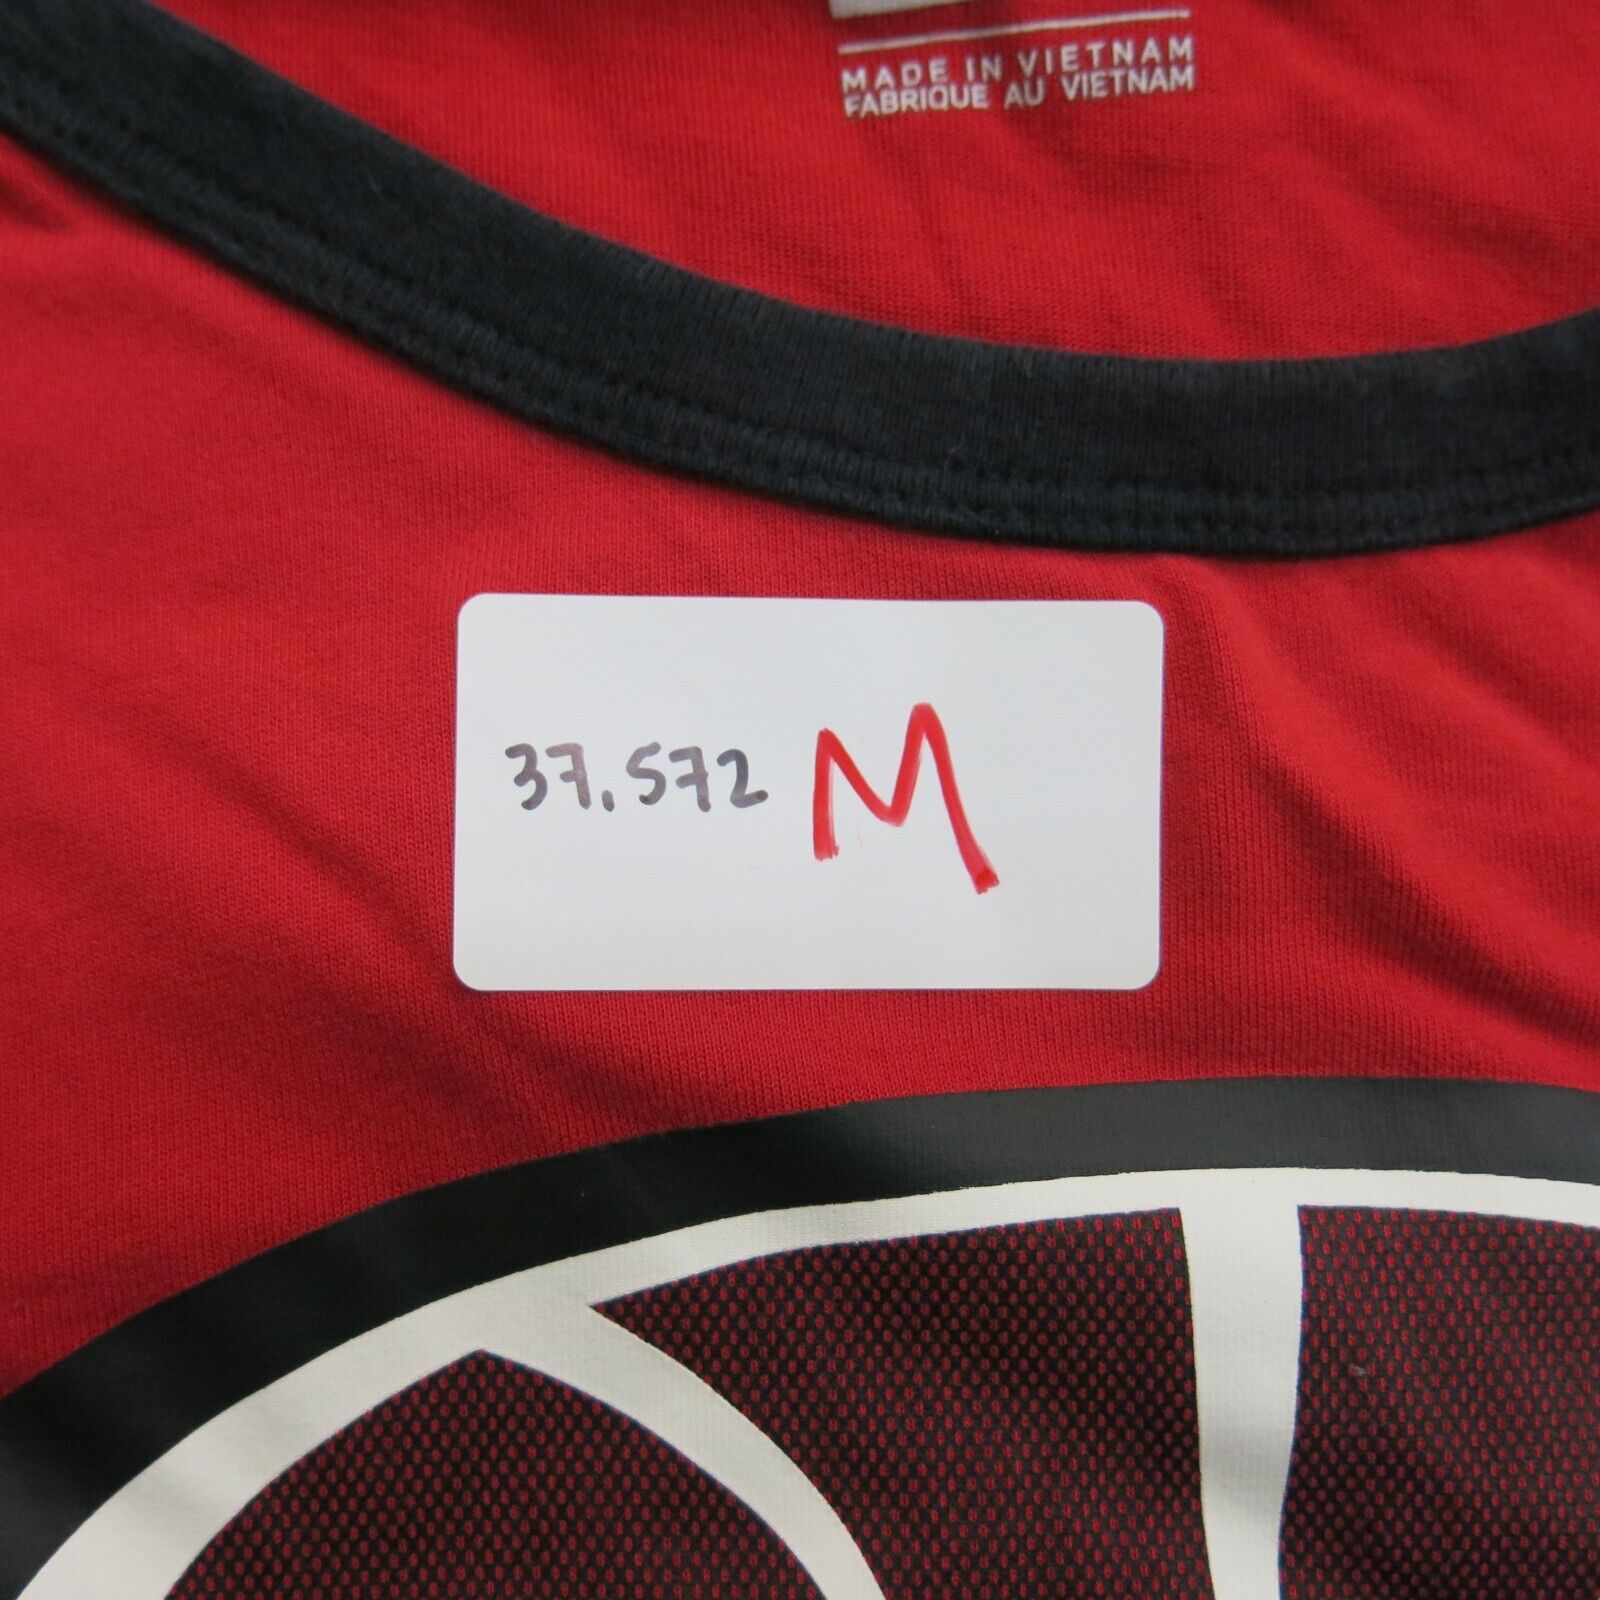 MADE IN VIETNAM
FABRIQUE AU VIETNAM
37.572 M